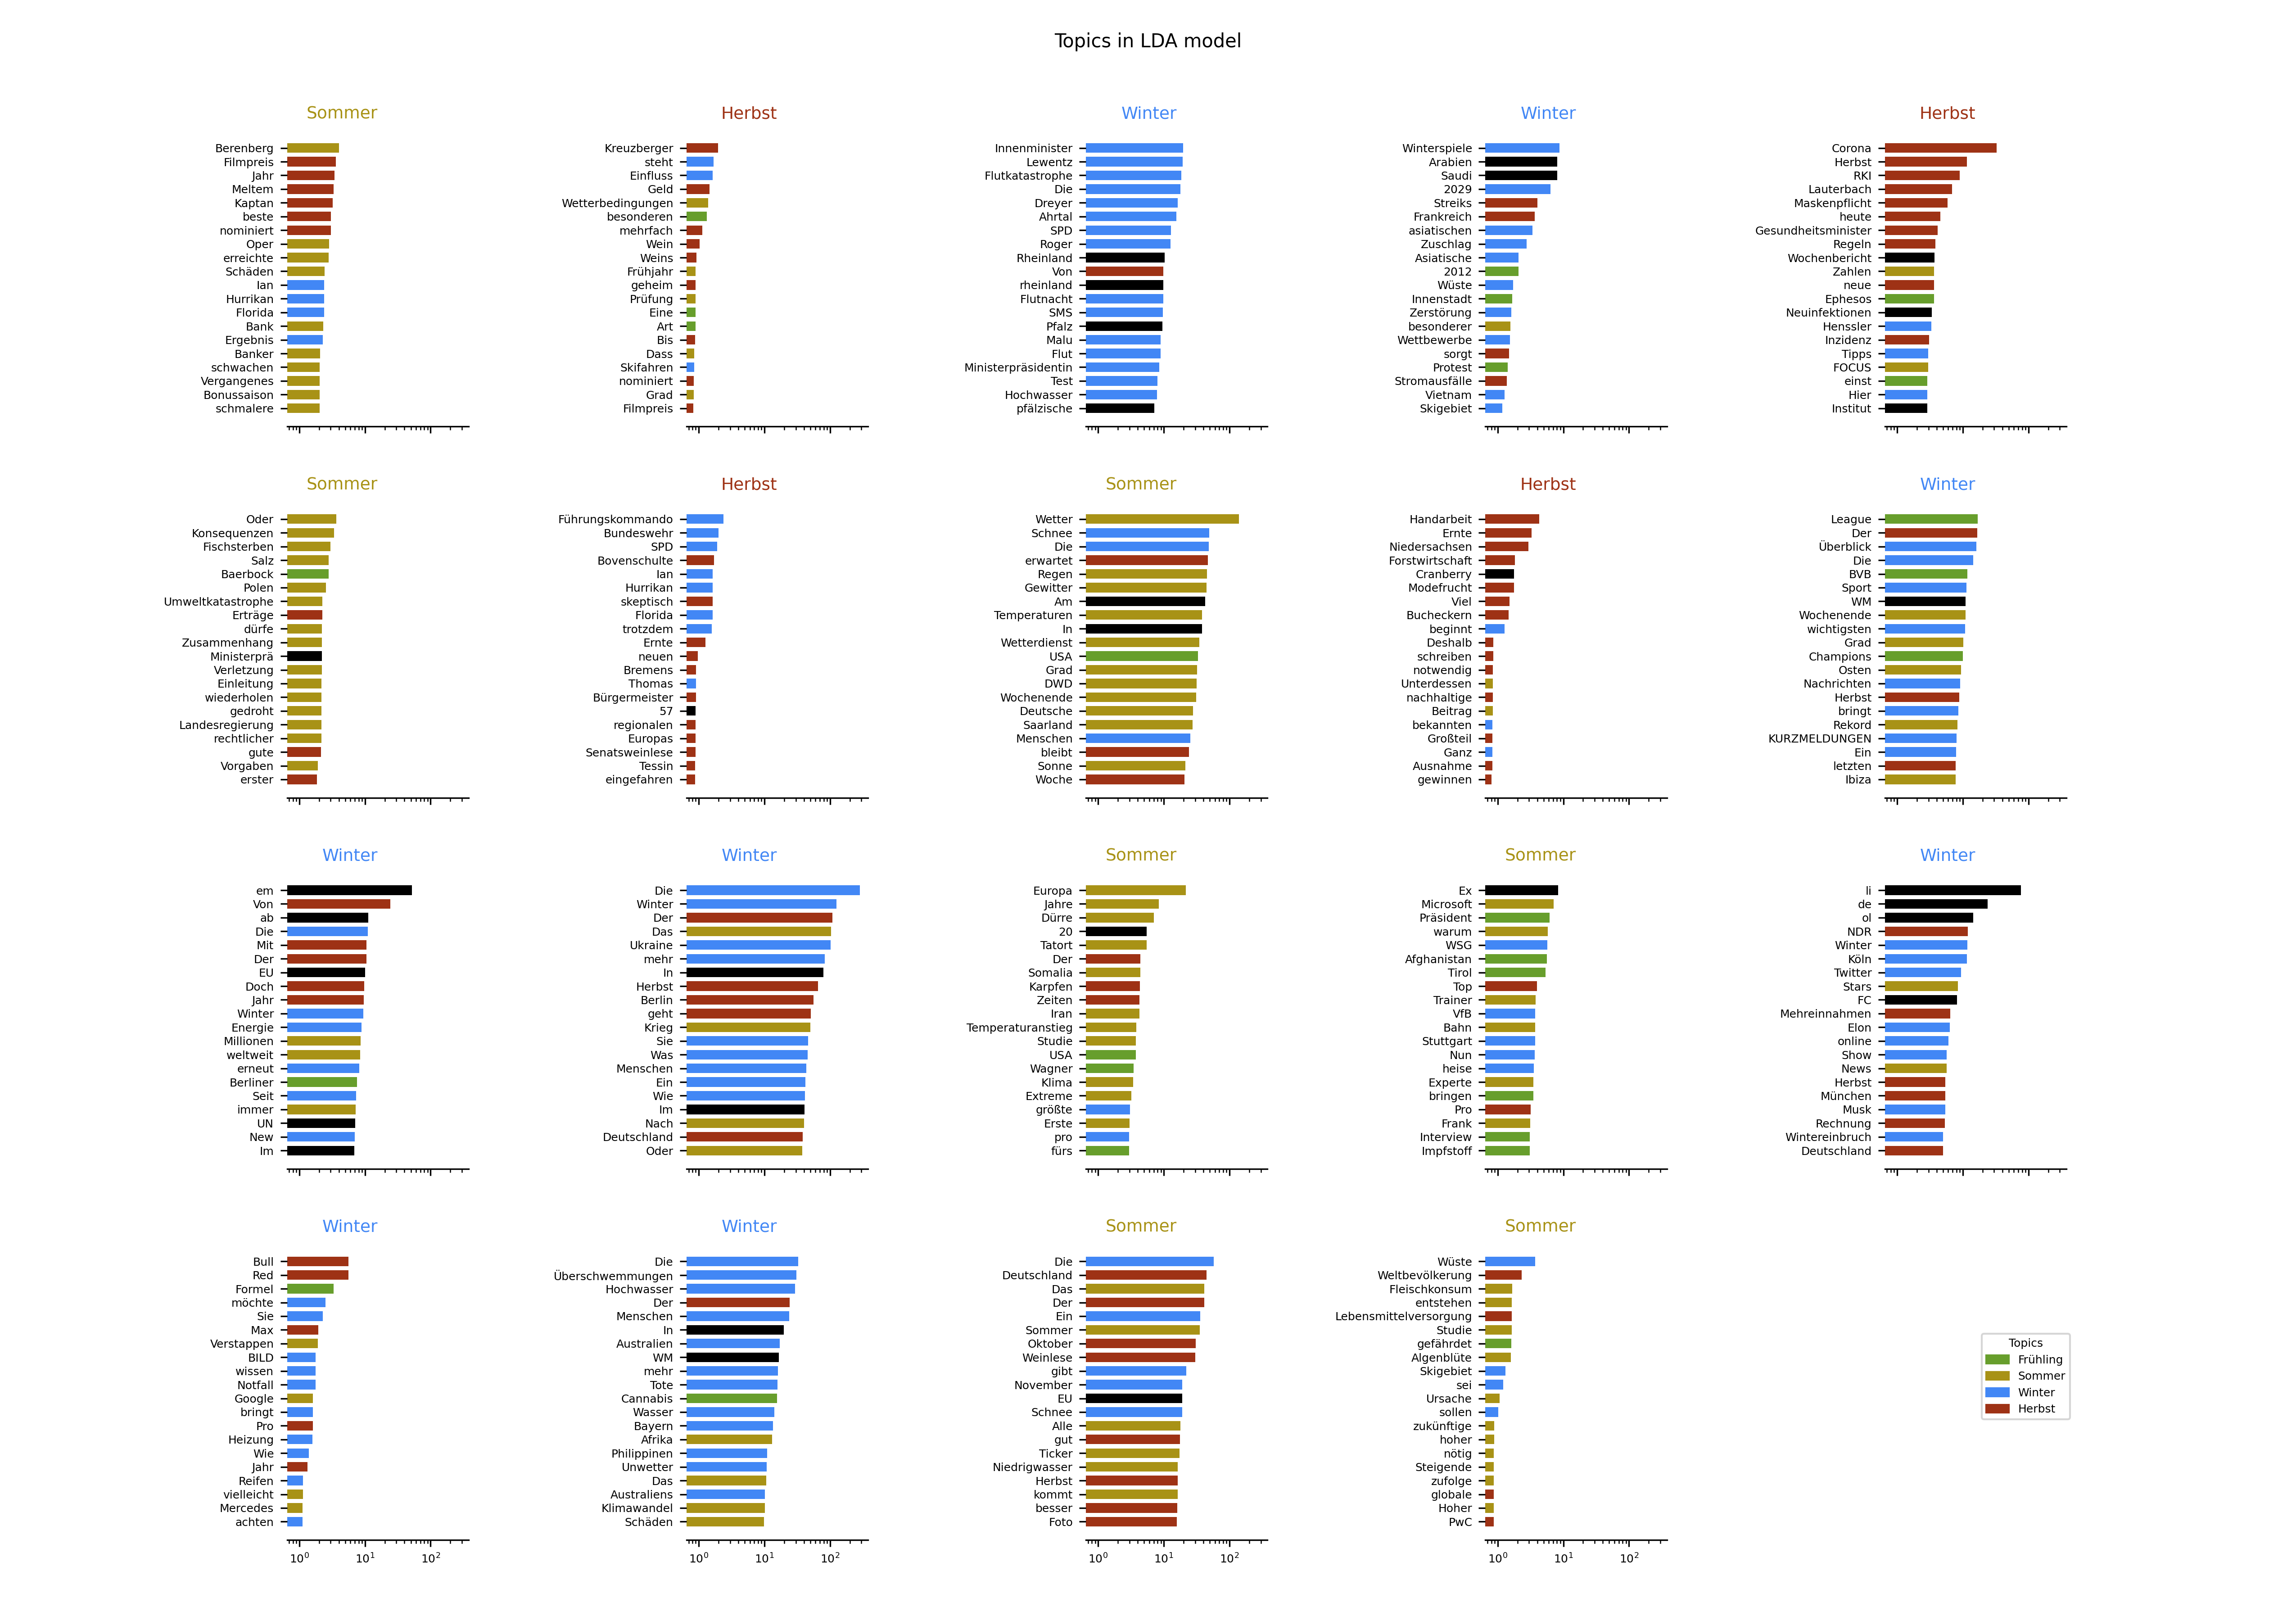 Topics in LDA model
Sommer
Berenberg
Filmpreis
Jahr
Meltem
Kaptan
beste
nominiert
Oper
erreichte
Schäden
Ian
Hurrikan
Florida
Bank
Ergebnis
Banker
schwachen
Vergangenes
Bonussaison
schmalere
Herbst
Kreuzberger
steht
Einfluss
Geld
Wetterbedingungen
besonderen
mehrfach
Wein
Weins
Frühjahr
geheim
Prüfung
Eine
Art
Bis
Dass
Skifahren
nominiert
Grad
Filmpreis
Winter
Innenminister
Lewentz
Flutkatastrophe
Die
Dreyer
Ahrtal
SPD
Roger
Rheinland
Von
rheinland
Flutnacht
SMS
Pfalz
Malu
Flut
Ministerpräsidentin
Test
Hochwasser
pfälzische
Winter
Winterspiele
Arabien
Saudi
2029
Streiks
Frankreich
asiatischen
Zuschlag
Asiatische
2012
Wüste
Innenstadt
Zerstörung
besonderer
Wettbewerbe
sorgt
Protest
Stromausfälle
Vietnam
Skigebiet
Herbst
Corona
Herbst
RKI
Lauterbach
Maskenpflicht
heute
Gesundheitsminister
Regeln
Wochenbericht
Zahlen
neue
Ephesos
Neuinfektionen
Henssler
Inzidenz
Tipps
FOCUS
einst
Hier
Institut
Sommer
Oder
Konsequenzen
Fischsterben
Salz
Baerbock
Polen
Umweltkatastrophe
Erträge
dürfe
Zusammenhang
Ministerprä
Verletzung
Einleitung
wiederholen
gedroht
Landesregierung
rechtlicher
gute
Vorgaben
erster
Herbst
Führungskommando
Bundeswehr
SPD
Bovenschulte
Ian
Hurrikan
skeptisch
Florida
trotzdem
Ernte
neuen
Bremens
Thomas
Bürgermeister
57
regionalen
Europas
Senatsweinlese
Tessin
eingefahren
Sommer
Wetter
Schnee
Die
erwartet
Regen
Gewitter
Am
Temperaturen
In
Wetterdienst
USA
Grad
DWD
Wochenende
Deutsche
Saarland
Menschen
bleibt
Sonne
Woche
Herbst
Handarbeit
Ernte
Niedersachsen
Forstwirtschaft
Cranberry
Modefrucht
Viel
Bucheckern
beginnt
Deshalb
schreiben
notwendig
Unterdessen
nachhaltige
Beitrag
bekannten
Großteil
Ganz
Ausnahme
gewinnen
Winter
League
Der
Überblick
Die
BVB
Sport
WM
Wochenende
wichtigsten
Grad
Champions
Osten
Nachrichten
Herbst
bringt
Rekord
KURZMELDUNGEN
Ein
letzten
Ibiza
Winter
em
Von
ab
Die
Mit
Der
EU
Doch
Jahr
Winter
Energie
Millionen
weltweit
erneut
Berliner
Seit
immer
UN
New
Im
Winter
Die
Winter
Der
Das
Ukraine
mehr
In
Herbst
Berlin
geht
Krieg
Sie
Was
Menschen
Ein
Wie
Im
Nach
Deutschland
Oder
Sommer
Europa
Jahre
Dürre
20
Tatort
Der
Somalia
Karpfen
Zeiten
Iran
Temperaturanstieg
Studie
USA
Wagner
Klima
Extreme
größte
Erste
pro
fürs
Sommer
Ex
Microsoft
Präsident
warum
WSG
Afghanistan
Tirol
Top
Trainer
VfB
Bahn
Stuttgart
Nun
heise
Experte
bringen
Pro
Frank
Interview
Impfstoff
Winter
li
de
ol
NDR
Winter
Köln
Twitter
Stars
FC
Mehreinnahmen
Elon
online
Show
News
Herbst
München
Musk
Rechnung
Wintereinbruch
Deutschland
Winter
Bull
Red
Formel
möchte
Sie
Max
Verstappen
BILD
wissen
Notfall
Google
bringt
Pro
Heizung
Wie
Jahr
Reifen
vielleicht
Mercedes
achten
10⁰ 10¹ 10²
Winter
Die
Überschwemmungen
Hochwasser
Der
Menschen
In
Australien
WM
mehr
Tote
Cannabis
Wasser
Bayern
Afrika
Philippinen
Unwetter
Das
Australiens
Klimawandel
Schäden
10⁰ 10¹ 10²
Sommer
Die
Deutschland
Das
Der
Ein
Sommer
Oktober
Weinlese
gibt
November
EU
Schnee
Alle
gut
Ticker
Niedrigwasser
Herbst
kommt
besser
Foto
10⁰ 10¹ 10²
Sommer
Wüste
Weltbevölkerung
Fleischkonsum
entstehen
Lebensmittelversorgung
Studie
gefährdet
Algenblüte
Skigebiet
sei
Ursache
sollen
zukünftige
hoher
nötig
Steigende
zufolge
globale
Hoher
PwC
10⁰ 10¹ 10²
Topics
Frühling
Sommer
Winter
Herbst